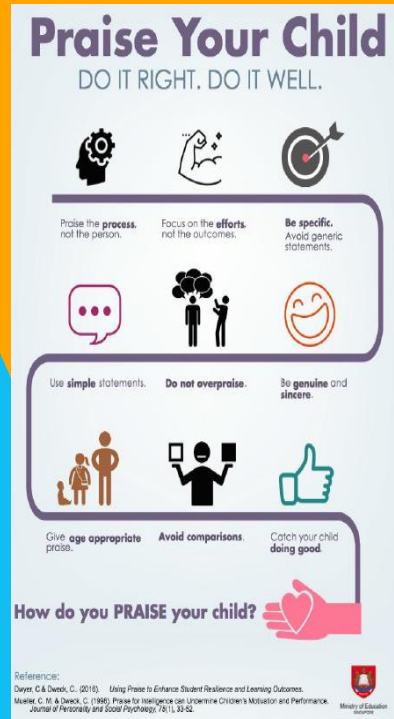 Praise Your Child
DO IT RIGHT. DO IT WELL.
Praise the process,
not the person.
Focus on the efforts,
not the outcomes.
Be specific.
Avoid generic
statements.
Use simple statements.
Do not overpraise.
Be genuine and
sincere.
Give age appropriate
praise.
Avoid comparisons.
Catch your child
doing good.
How do you PRAISE your child?
Reference:
Dwyer, C & Dweck, C., (2016). Using Praise to Enhance Student Resilience and Learning Outcomes.
Mueller, C. M. & Dweck, C. (1998). Praise for Intelligence can Undermine Children's Motivation and Performance.
Journal of Personality and Social Psychology, 75(1), 33-52.
Ministry of Education
SINGAPORE